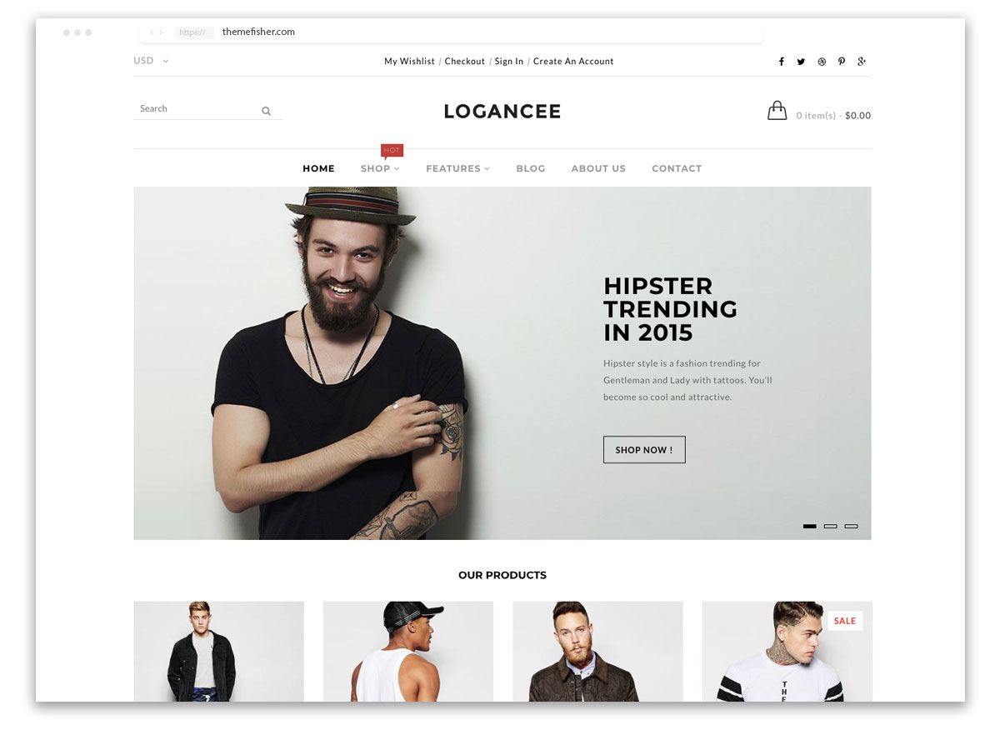 https:// themefisher.com
USD My Wishlist / Checkout / Sign In / Create An Account
Search LOGANCEE 0 item(s) - $0.00
HOT
HOME SHOP FEATURES BLOG ABOUT US CONTACT
HIPSTER
TRENDING
IN 2015
Hipster style is a fashion trending for
Gentleman and Lady with tattoos. You'll
become so cool and attractive.
SHOP NOW !
OUR PRODUCTS
SALE
T
H